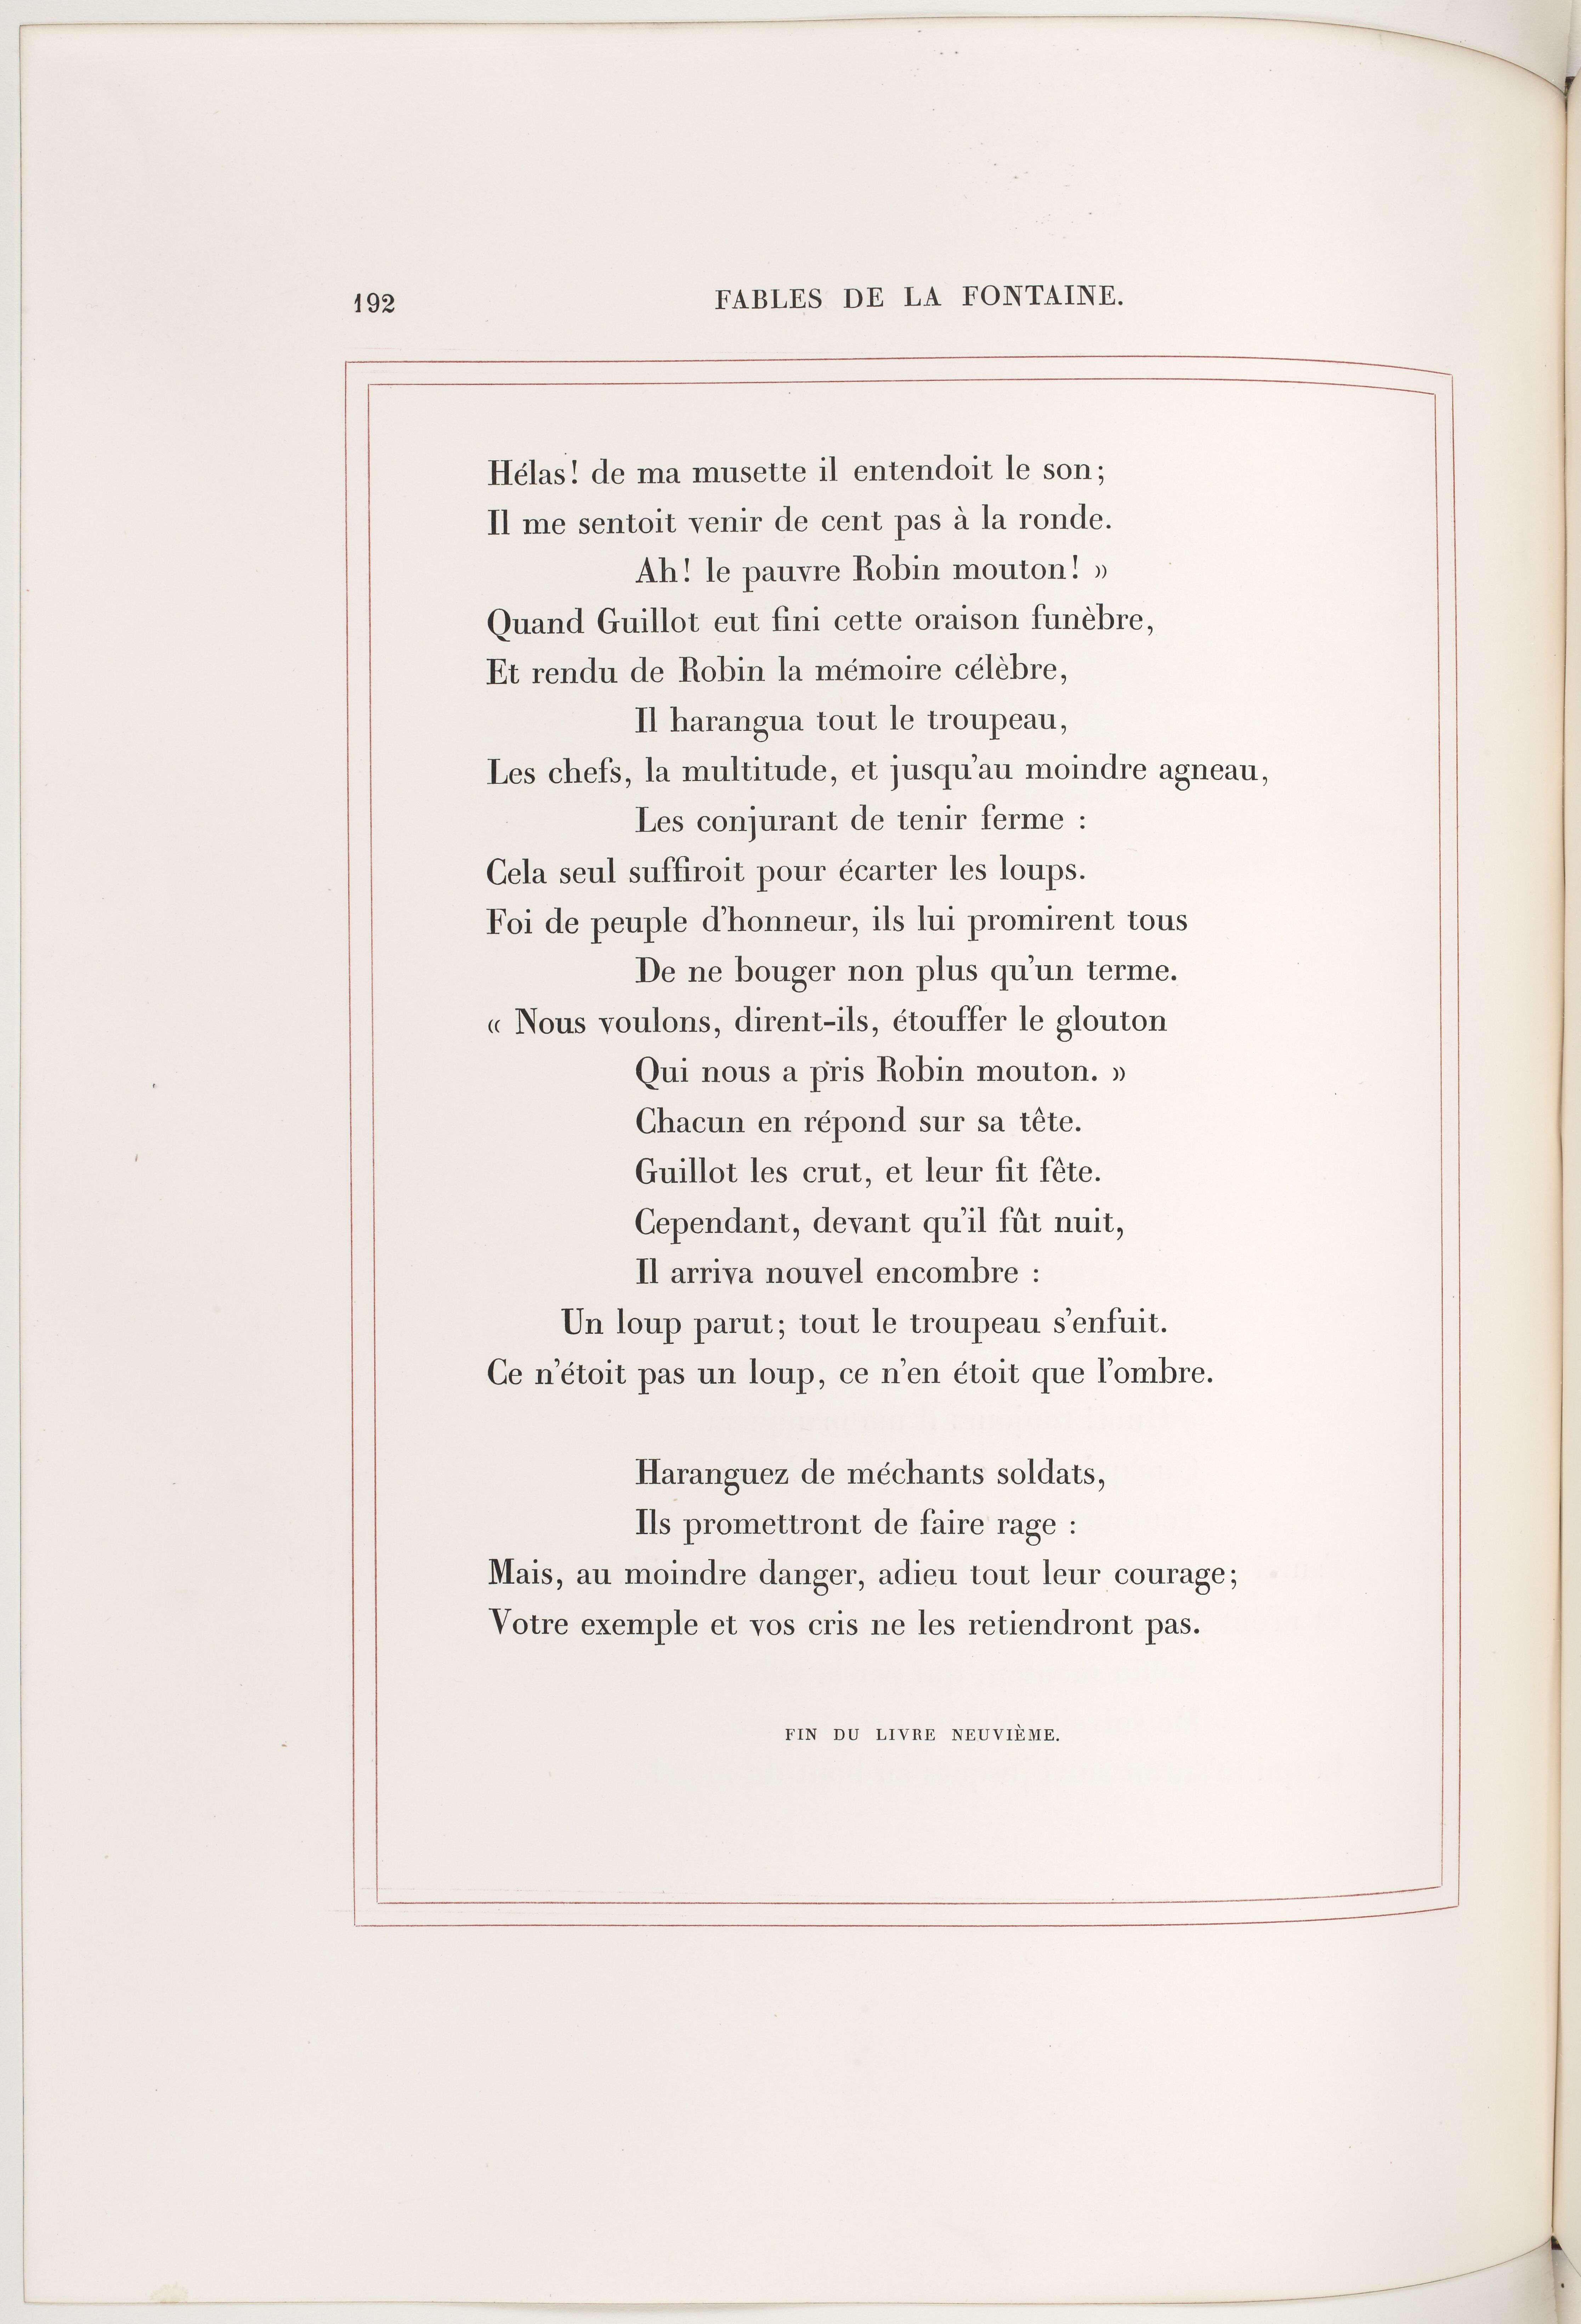 192
FABLES DE LA FONTAINE.
Hélas! de ma musette il entendoit le son;
Il me sentoit venir de cent pas à la ronde.
Ah! le pauvre Robin mouton! »
Quand Guillot eut fini cette oraison funèbre,
Et rendu de Robin la mémoire célèbre,
Il harangua tout le troupeau,
Les chefs, la multitude, et jusqu'au moindre agneau,
Les conjurant de tenir ferme :
Cela seul suffiroit pour écarter les loups.
Foi de peuple d'honneur, ils lui promirent tous
De ne bouger non plus qu'un terme.
« Nous voulons, dirent-ils, étouffer le glouton
Qui nous a pris Robin mouton. »
Chacun en répond sur sa tête.
Guillot les crut, et leur fit fête.
Cependant, devant qu'il fût nuit,
Il arriva nouvel encombre :
Un loup parut; tout le troupeau s'enfuit.
Ce n'étoit pas un loup, ce n'en étoit que l'ombre.
Haranguez de méchants soldats,
Ils promettront de faire rage :
Mais, au moindre danger, adieu tout leur courage;
Votre exemple et vos cris ne les retiendront pas.
FIN DU LIVRE NEUVIÈME.